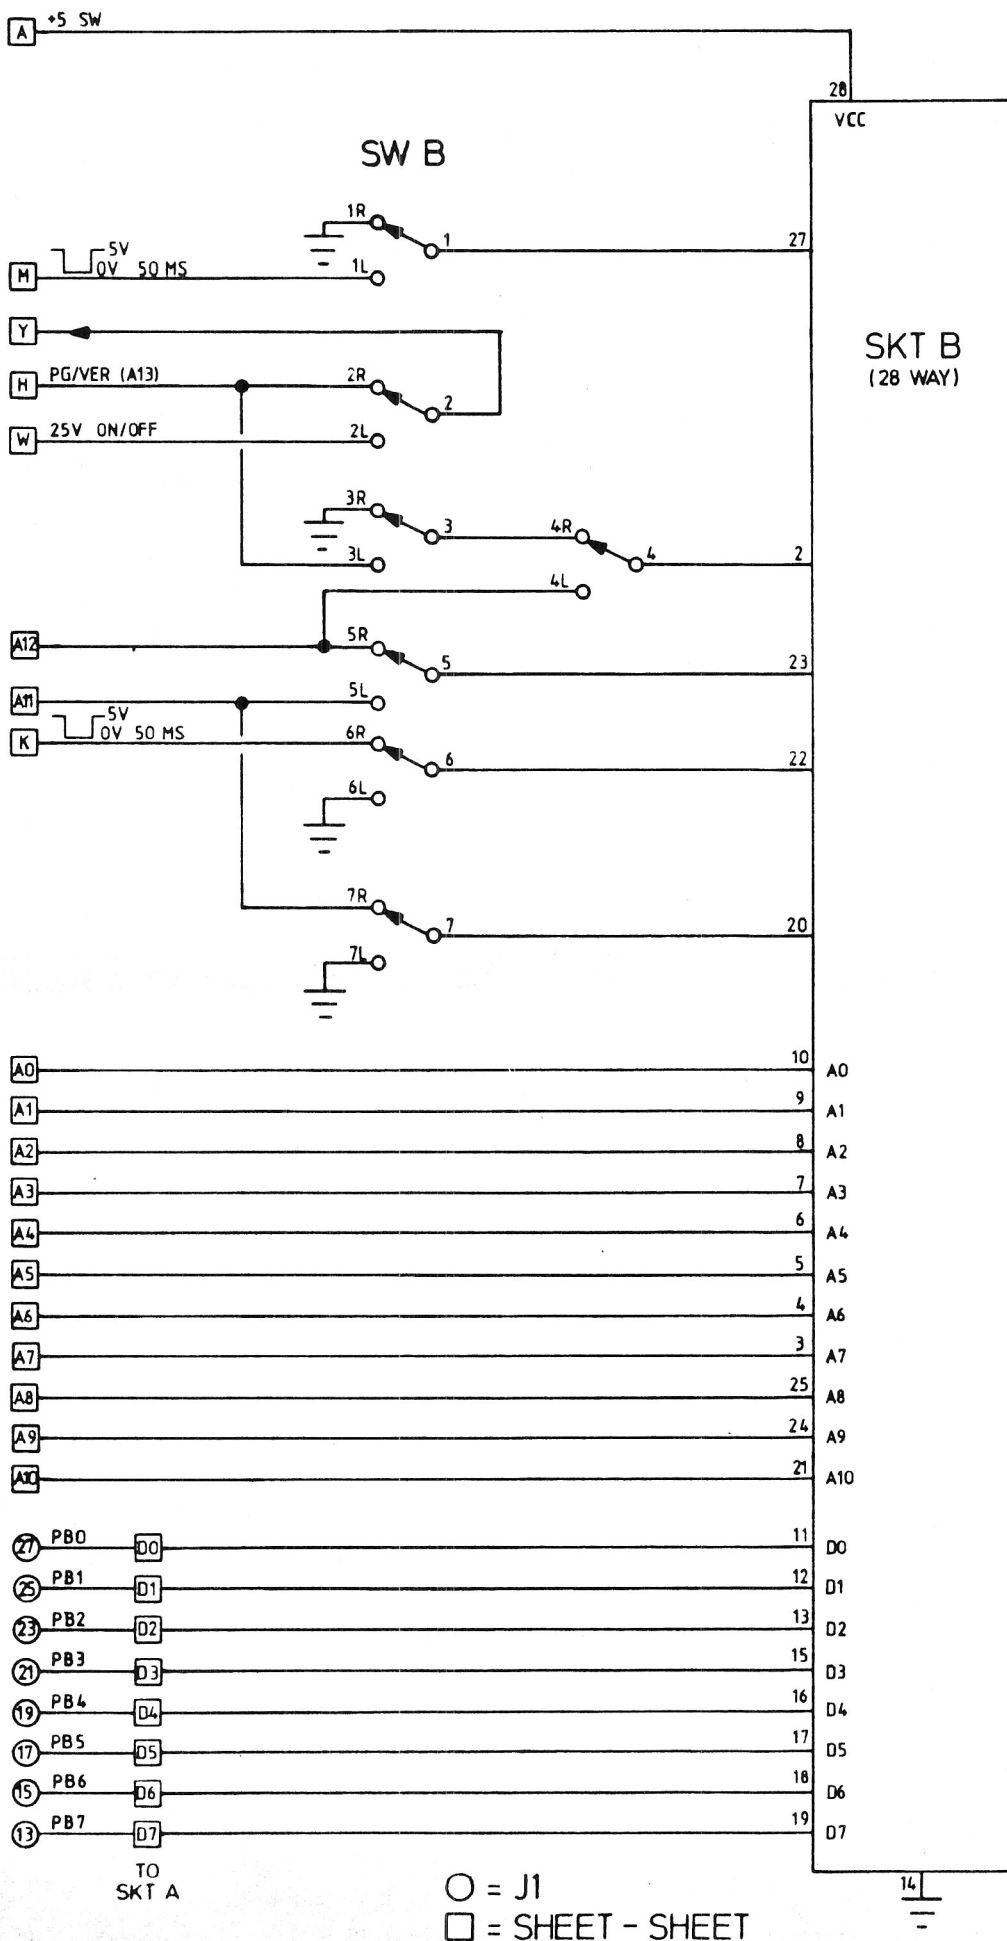 A +5 SW
28
VCC
SW B
1R
1 27
5V
M 0V 50 MS 1L
Y
SKT B
(28 WAY)
H PG/VER (A13) 2R
2
W 25V ON/OFF 2L
3R
3 4R
3L 4 2
4L
A12 5R
5 23
A11 5L
5V
K 0V 50 MS 6R
6 22
6L
7R
7 20
7L
A0 10 A0
A1 9 A1
A2 8 A2
A3 7 A3
A4 6 A4
A5 5 A5
A6 4 A6
A7 3 A7
A8 25 A8
A9 24 A9
A10 21 A10
27 PB0 D0 11 D0
25 PB1 D1 12 D1
23 PB2 D2 13 D2
21 PB3 D3 15 D3
19 PB4 D4 16 D4
17 PB5 D5 17 D5
15 PB6 D6 18 D6
13 PB7 D7 19 D7
TO
SKT A
= J1
14
= SHEET - SHEET